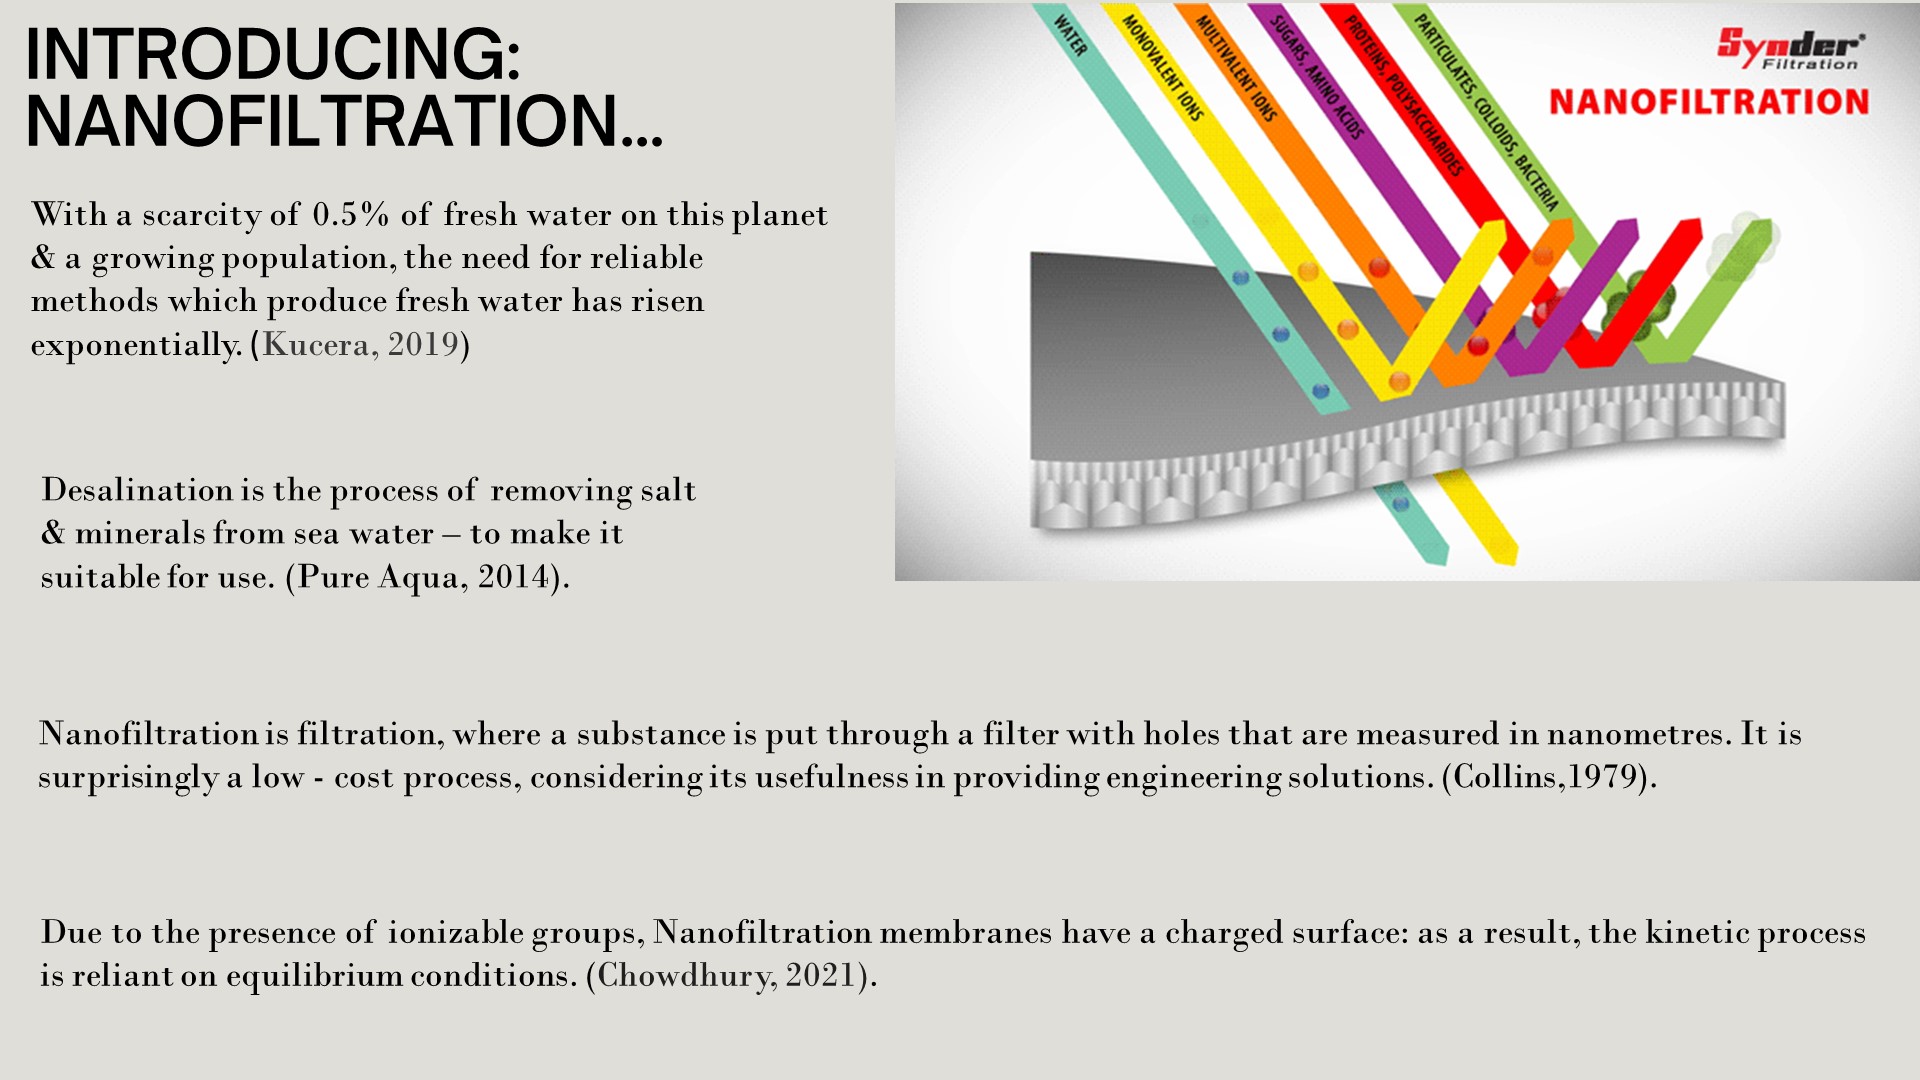 INTRODUCING:
NANOFILTRATION...
With a scarcity of 0.5% of fresh water on this planet
& a growing population, the need for reliable
methods which produce fresh water has risen
exponentially. (Kucera, 2019)
WATER
MONOVALENT IONS
MULTIVALENT IONS
SUGARS, AMINO ACIDS
PROTEINS, POLYSACCHARIDES
PARTICULATES, COLLOIDS, BACTERIA
Synder®
Filtration
NANOFILTRATION
Desalination is the process of removing salt
& minerals from sea water – to make it
suitable for use. (Pure Aqua, 2014).
Nanofiltration is filtration, where a substance is put through a filter with holes that are measured in nanometres. It is
surprisingly a low - cost process, considering its usefulness in providing engineering solutions. (Collins,1979).
Due to the presence of ionizable groups, Nanofiltration membranes have a charged surface: as a result, the kinetic process
is reliant on equilibrium conditions. (Chowdhury, 2021).